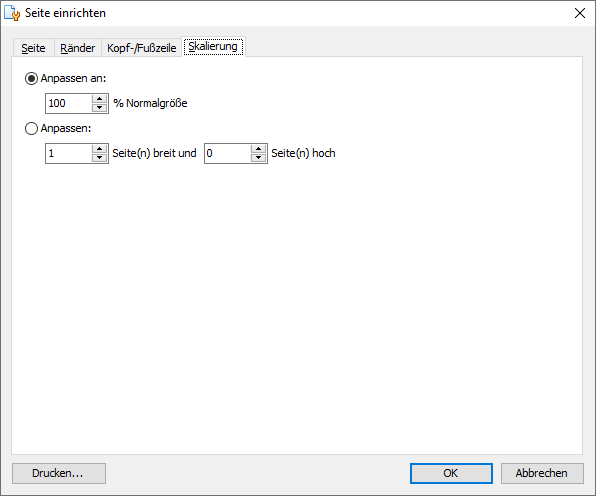 Seite einrichten
Seite Ränder Kopf-/Fußzeile Skalierung
Anpassen an:
100 % Normalgröße
Anpassen:
1 Seite(n) breit und 0 Seite(n) hoch
Drucken... OK Abbrechen